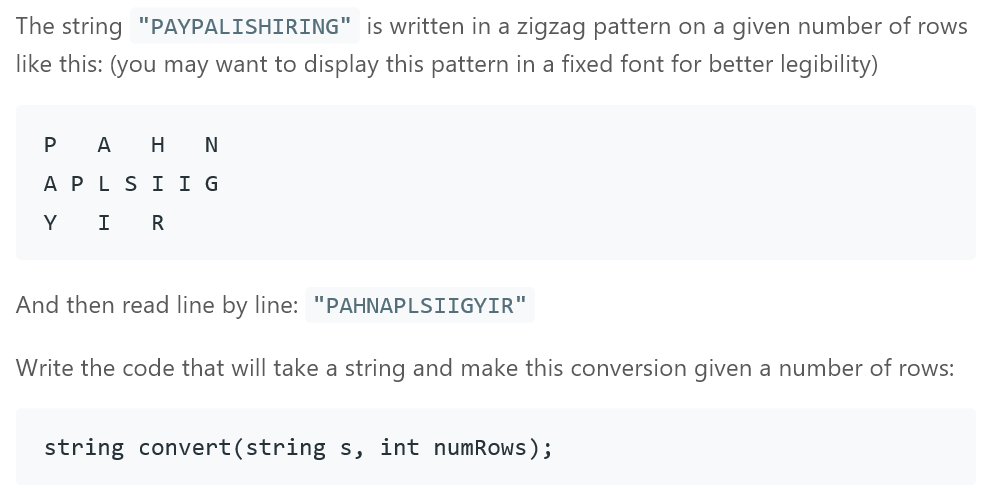 The string "PAYPALISHIRING" is written in a zigzag pattern on a given number of rows
like this: (you may want to display this pattern in a fixed font for better legibility)
P   A   H   N
A P L S I I G
Y   I   R
And then read line by line: "PAHNAPLSIIGYIR"
Write the code that will take a string and make this conversion given a number of rows:
string convert(string s, int numRows);